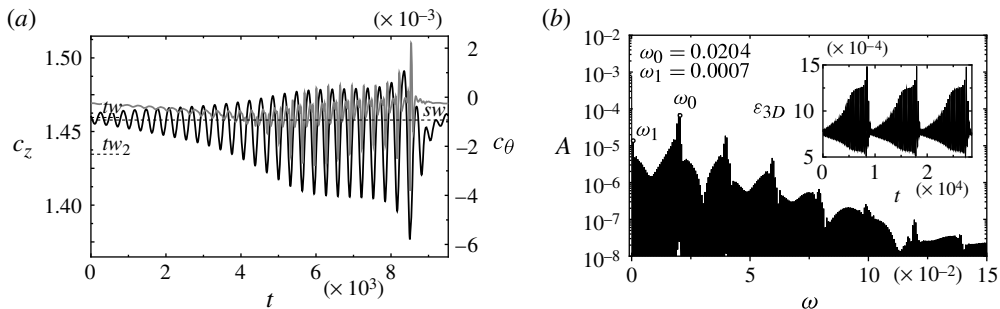 (a)
(× 10⁻³)
1.50
1.45
1.40
c_z
tw
tw₂
sw
2
0
−2
−4
−6
c_θ
0 2 4 6 8
(× 10³)
t
(b)
10⁻²
10⁻³
10⁻⁴
10⁻⁵
10⁻⁶
10⁻⁷
10⁻⁸
A
ω₀ = 0.0204
ω₁ = 0.0007
ω₀
ω₁
(× 10⁻⁴)
15
10
5
ε₃D
0 1 2
t (× 10⁴)
0 5 10 (× 10⁻²) 15
ω